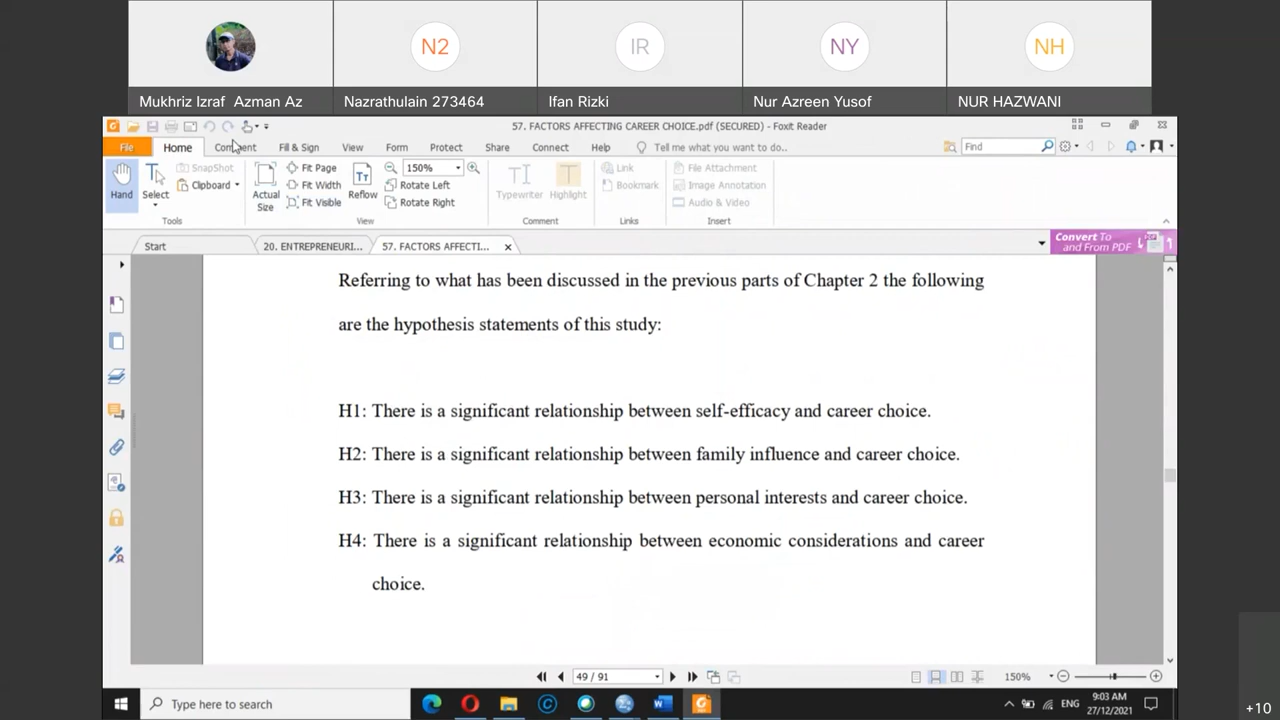 N2
IR
NY
NH
Mukhriz Izraf Azman Az
Nazrathulain 273464
Ifan Rizki
Nur Azreen Yusof
NUR HAZWANI
57. FACTORS AFFECTING CAREER CHOICE.pdf (SECURED) - Foxit Reader
File Home Comment Fill & Sign View Form Protect Share Connect Help Tell me what you want to do.. Find
Hand
Select
SnapShot
Clipboard
Tools
Actual
Size
Fit Page
Fit Width
Fit Visible
Reflow
150%
Rotate Left
Rotate Right
View
Typewriter
Highlight
Comment
Link
Bookmark
Links
File Attachment
Image Annotation
Audio & Video
Insert
Start
20. ENTREPRENEURI...
57. FACTORS AFFECTI...
Convert To
and From PDF
Referring to what has been discussed in the previous parts of Chapter 2 the following
are the hypothesis statements of this study:
H1: There is a significant relationship between self-efficacy and career choice.
H2: There is a significant relationship between family influence and career choice.
H3: There is a significant relationship between personal interests and career choice.
H4: There is a significant relationship between economic considerations and career
choice.
49 / 91
150%
Type here to search
ENG
9:03 AM
27/12/2021
+10